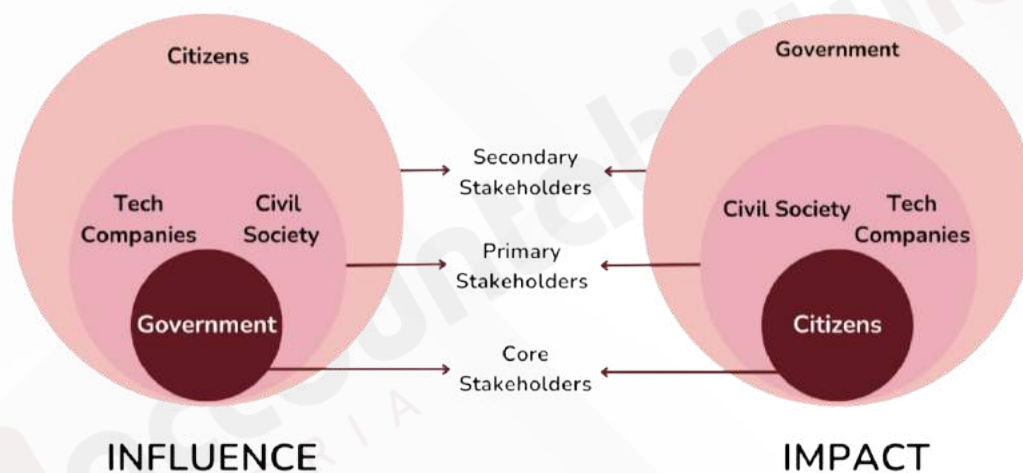 Citizens
Tech
Companies
Civil
Society
Government
INFLUENCE
Secondary
Stakeholders
Primary
Stakeholders
Core
Stakeholders
Government
Civil Society
Tech
Companies
Citizens
IMPACT